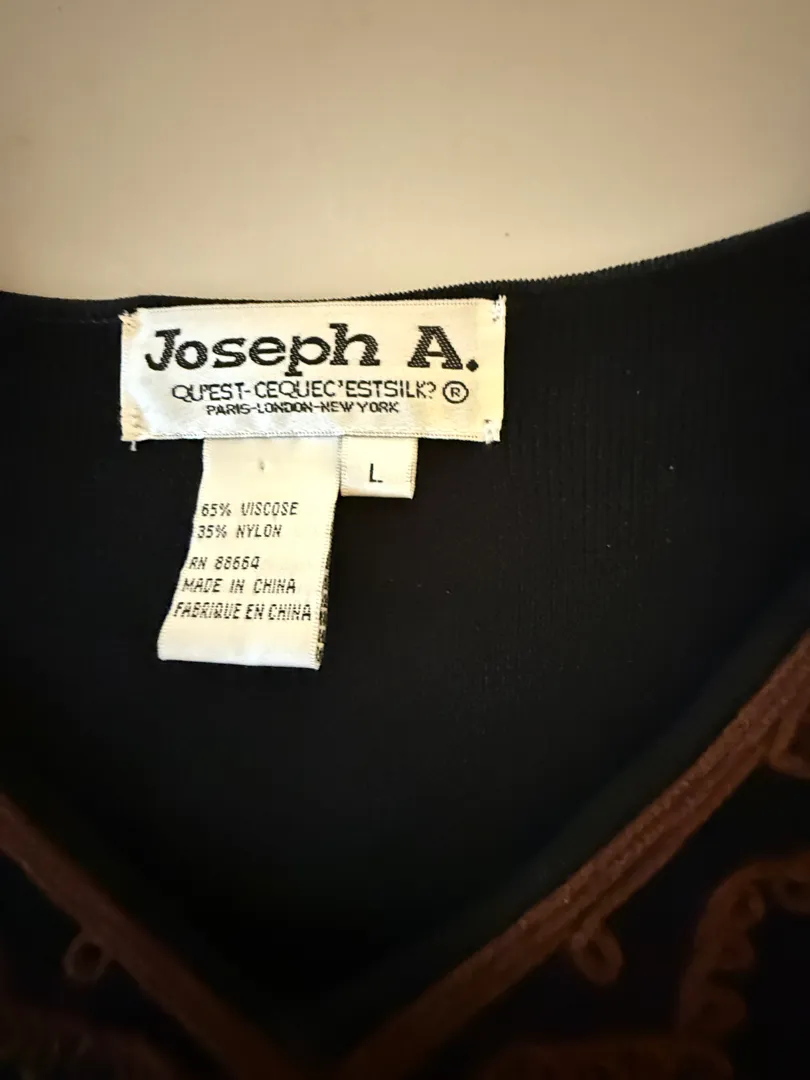 Joseph A.
QU'EST-CEQUEC'ESTSILK? ®
PARIS-LONDON-NEW YORK
L
65% VISCOSE
35% NYLON
RN 88664
MADE IN CHINA
FABRIQUE EN CHINA